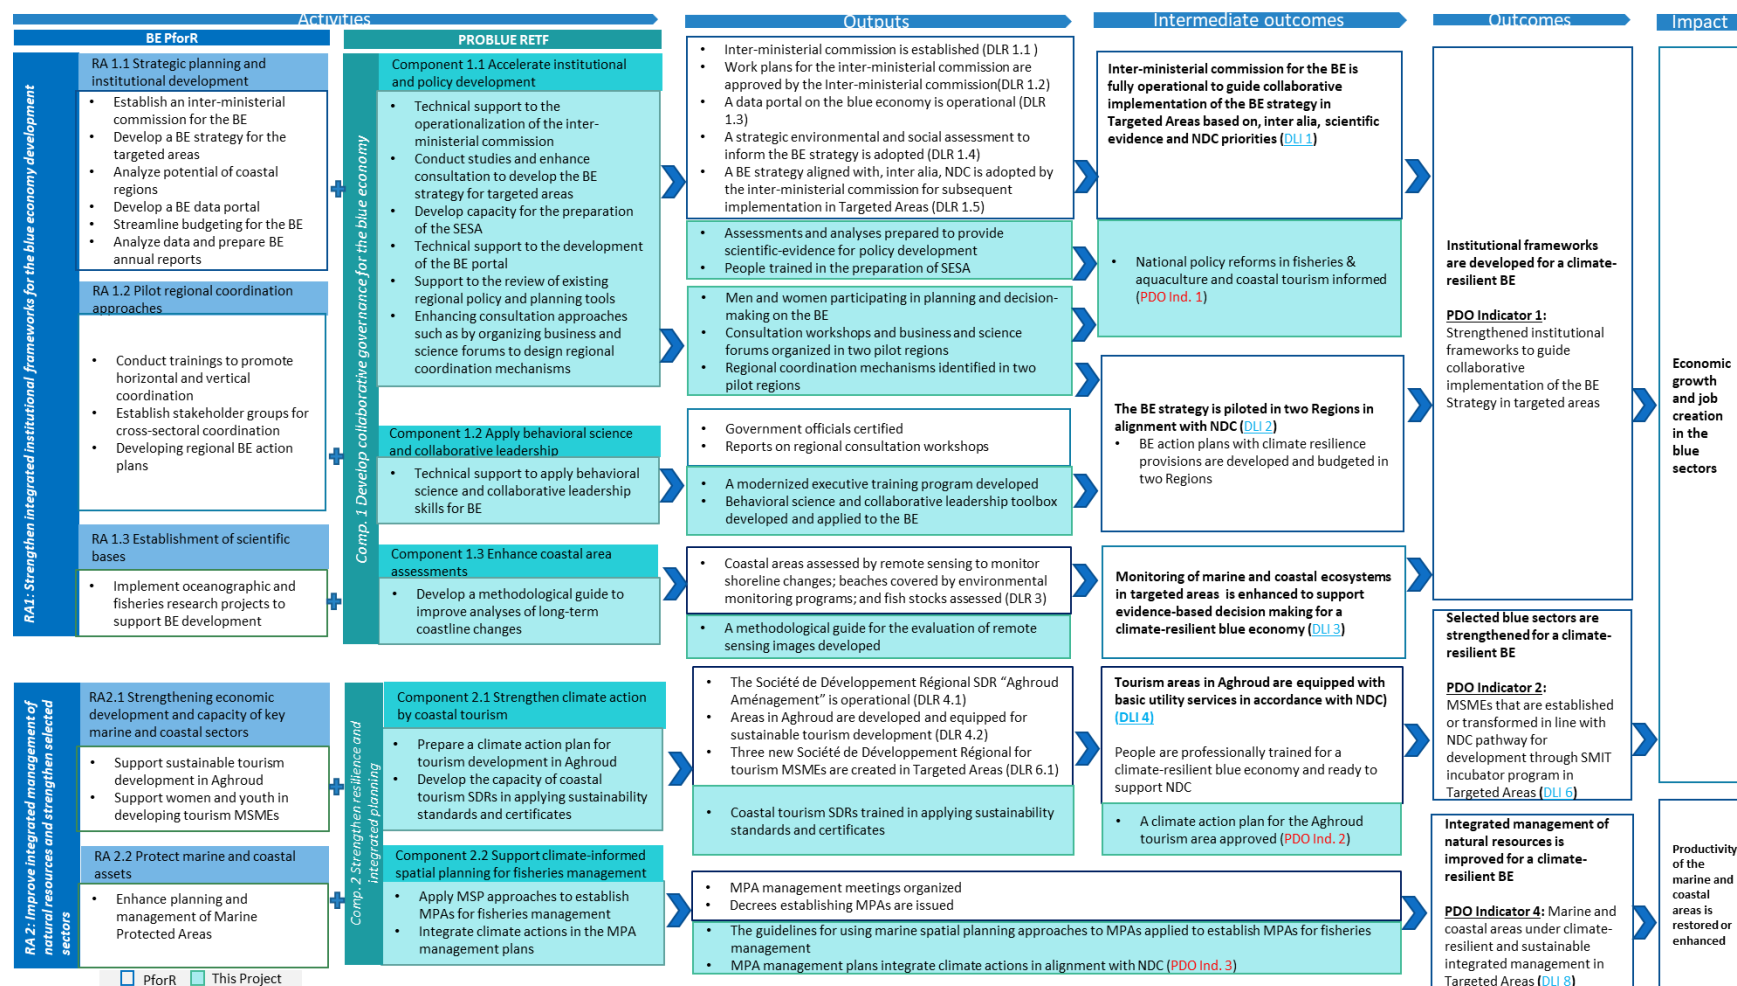 Activities
Outputs
Intermediate outcomes
Outcomes
Impact
BE PforR
PROBLUE RETF
RA1: Strengthen integrated institutional frameworks for the blue economy development
RA 1.1 Strategic planning and
institutional development
• Establish an inter-ministerial
commission for the BE
• Develop a BE strategy for the
targeted areas
• Analyze potential of coastal
regions
• Develop a BE data portal
• Streamline budgeting for the BE
• Analyze data and prepare BE
annual reports
RA 1.2 Pilot regional coordination
approaches
• Conduct trainings to promote
horizontal and vertical
coordination
• Establish stakeholder groups for
cross-sectoral coordination
• Developing regional BE action
plans
RA 1.3 Establishment of scientific
bases
• Implement oceanographic and
fisheries research projects to
support BE development
Comp. 1 Develop collaborative governance for the blue economy
Component 1.1 Accelerate institutional
and policy development
• Technical support to the
operationalization of the inter-
ministerial commission
• Conduct studies and enhance
consultation to develop the BE
strategy for targeted areas
• Develop capacity for the preparation
of the SESA
• Technical support to the development
of the BE portal
• Support to the review of existing
regional policy and planning tools
• Enhancing consultation approaches
such as by organizing business and
science forums to design regional
coordination mechanisms
Component 1.2 Apply behavioral science
and collaborative leadership
• Technical support to apply behavioral
science and collaborative leadership
skills for BE
Component 1.3 Enhance coastal area
assessments
• Develop a methodological guide to
improve analyses of long-term
coastline changes
• Inter-ministerial commission is established (DLR 1.1 )
• Work plans for the inter-ministerial commission are
approved by the Inter-ministerial commission(DLR 1.2)
• A data portal on the blue economy is operational (DLR
1.3)
• A strategic environmental and social assessment to
inform the BE strategy is adopted (DLR 1.4)
• A BE strategy aligned with, inter alia, NDC is adopted by
the inter-ministerial commission for subsequent
implementation in Targeted Areas (DLR 1.5)
• Assessments and analyses prepared to provide
scientific-evidence for policy development
• People trained in the preparation of SESA
• Men and women participating in planning and decision-
making on the BE
• Consultation workshops and business and science
forums organized in two pilot regions
• Regional coordination mechanisms identified in two
pilot regions
• Government officials certified
• Reports on regional consultation workshops
• A modernized executive training program developed
• Behavioral science and collaborative leadership toolbox
developed and applied to the BE
• Coastal areas assessed by remote sensing to monitor
shoreline changes; beaches covered by environmental
monitoring programs; and fish stocks assessed (DLR 3)
• A methodological guide for the evaluation of remote
sensing images developed
Inter-ministerial commission for the BE is
fully operational to guide collaborative
implementation of the BE strategy in
Targeted Areas based on, inter alia, scientific
evidence and NDC priorities (DLI 1)
• National policy reforms in fisheries &
aquaculture and coastal tourism informed
(PDO Ind. 1)
The BE strategy is piloted in two Regions in
alignment with NDC (DLI 2)
• BE action plans with climate resilience
provisions are developed and budgeted in
two Regions
Monitoring of marine and coastal ecosystems
in targeted areas is enhanced to support
evidence-based decision making for a
climate-resilient blue economy (DLI 3)
Institutional frameworks
are developed for a climate-
resilient BE
PDO Indicator 1:
Strengthened institutional
frameworks to guide
collaborative
implementation of the BE
Strategy in targeted areas
Economic
growth
and job
creation
in the
blue
sectors
RA 2: Improve integrated management of
natural resources and strengthen selected
sectors
RA2.1 Strengthening economic
development and capacity of key
marine and coastal sectors
• Support sustainable tourism
development in Aghroud
• Support women and youth in
developing tourism MSMEs
RA 2.2 Protect marine and coastal
assets
• Enhance planning and
management of Marine
Protected Areas
Comp. 2 Strengthen resilience and
integrated planning
Component 2.1 Strengthen climate action
by coastal tourism
• Prepare a climate action plan for
tourism development in Aghroud
• Develop the capacity of coastal
tourism SDRs in applying sustainability
standards and certificates
Component 2.2 Support climate-informed
spatial planning for fisheries management
• Apply MSP approaches to establish
MPAs for fisheries management
• Integrate climate actions in the MPA
management plans
• The Société de Développement Régional SDR “Aghroud
Aménagement” is operational (DLR 4.1)
• Areas in Aghroud are developed and equipped for
sustainable tourism development (DLR 4.2)
• Three new Société de Développement Régional for
tourism MSMEs are created in Targeted Areas (DLR 6.1)
• Coastal tourism SDRs trained in applying sustainability
standards and certificates
• MPA management meetings organized
• Decrees establishing MPAs are issued
• The guidelines for using marine spatial planning approaches to MPAs applied to establish MPAs for fisheries
management
• MPA management plans integrate climate actions in alignment with NDC (PDO Ind. 3)
Tourism areas in Aghroud are equipped with
basic utility services in accordance with NDC)
(DLI 4)
People are professionally trained for a
climate-resilient blue economy and ready to
support NDC
• A climate action plan for the Aghroud
tourism area approved (PDO Ind. 2)
Selected blue sectors are
strengthened for a climate-
resilient BE
PDO Indicator 2:
MSMEs that are established
or transformed in line with
NDC pathway for
development through SMIT
incubator program in
Targeted Areas (DLI 6)
Integrated management of
natural resources is
improved for a climate-
resilient BE
PDO Indicator 4: Marine and
coastal areas under climate-
resilient and sustainable
integrated management in
Targeted Areas (DLI 8)
Productivity
of the
marine and
coastal
areas is
restored or
enhanced
PforR
This Project